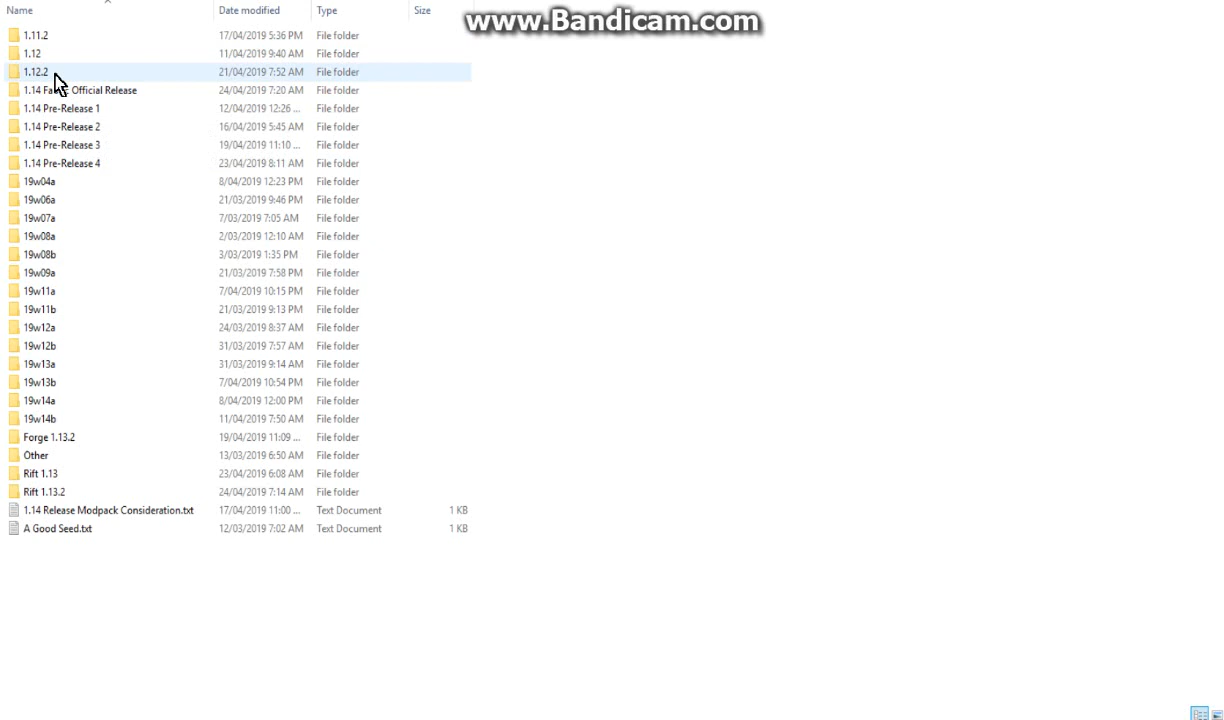 www.Bandicam.com
Name Date modified Type Size
1.11.2 17/04/2019 5:36 PM File folder
1.12 11/04/2019 9:40 AM File folder
1.12.2 21/04/2019 7:52 AM File folder
1.14 Official Release 24/04/2019 7:20 AM File folder
1.14 Pre-Release 1 12/04/2019 12:26 ... File folder
1.14 Pre-Release 2 16/04/2019 5:45 AM File folder
1.14 Pre-Release 3 19/04/2019 11:10 ... File folder
1.14 Pre-Release 4 23/04/2019 8:11 AM File folder
19w04a 8/04/2019 12:23 PM File folder
19w06a 21/03/2019 9:46 PM File folder
19w07a 7/03/2019 7:05 AM File folder
19w08a 2/03/2019 12:10 AM File folder
19w08b 3/03/2019 1:35 PM File folder
19w09a 21/03/2019 7:58 PM File folder
19w11a 7/04/2019 10:15 PM File folder
19w11b 21/03/2019 9:13 PM File folder
19w12a 24/03/2019 8:37 AM File folder
19w12b 31/03/2019 7:57 AM File folder
19w13a 31/03/2019 9:14 AM File folder
19w13b 7/04/2019 10:54 PM File folder
19w14a 8/04/2019 12:00 PM File folder
19w14b 11/04/2019 7:50 AM File folder
Forge 1.13.2 19/04/2019 11:09 ... File folder
Other 13/03/2019 6:50 AM File folder
Rift 1.13 23/04/2019 6:08 AM File folder
Rift 1.13.2 24/04/2019 7:14 AM File folder
1.14 Release Modpack Consideration.txt 17/04/2019 11:00 ... Text Document 1 KB
A Good Seed.txt 12/03/2019 7:02 AM Text Document 1 KB